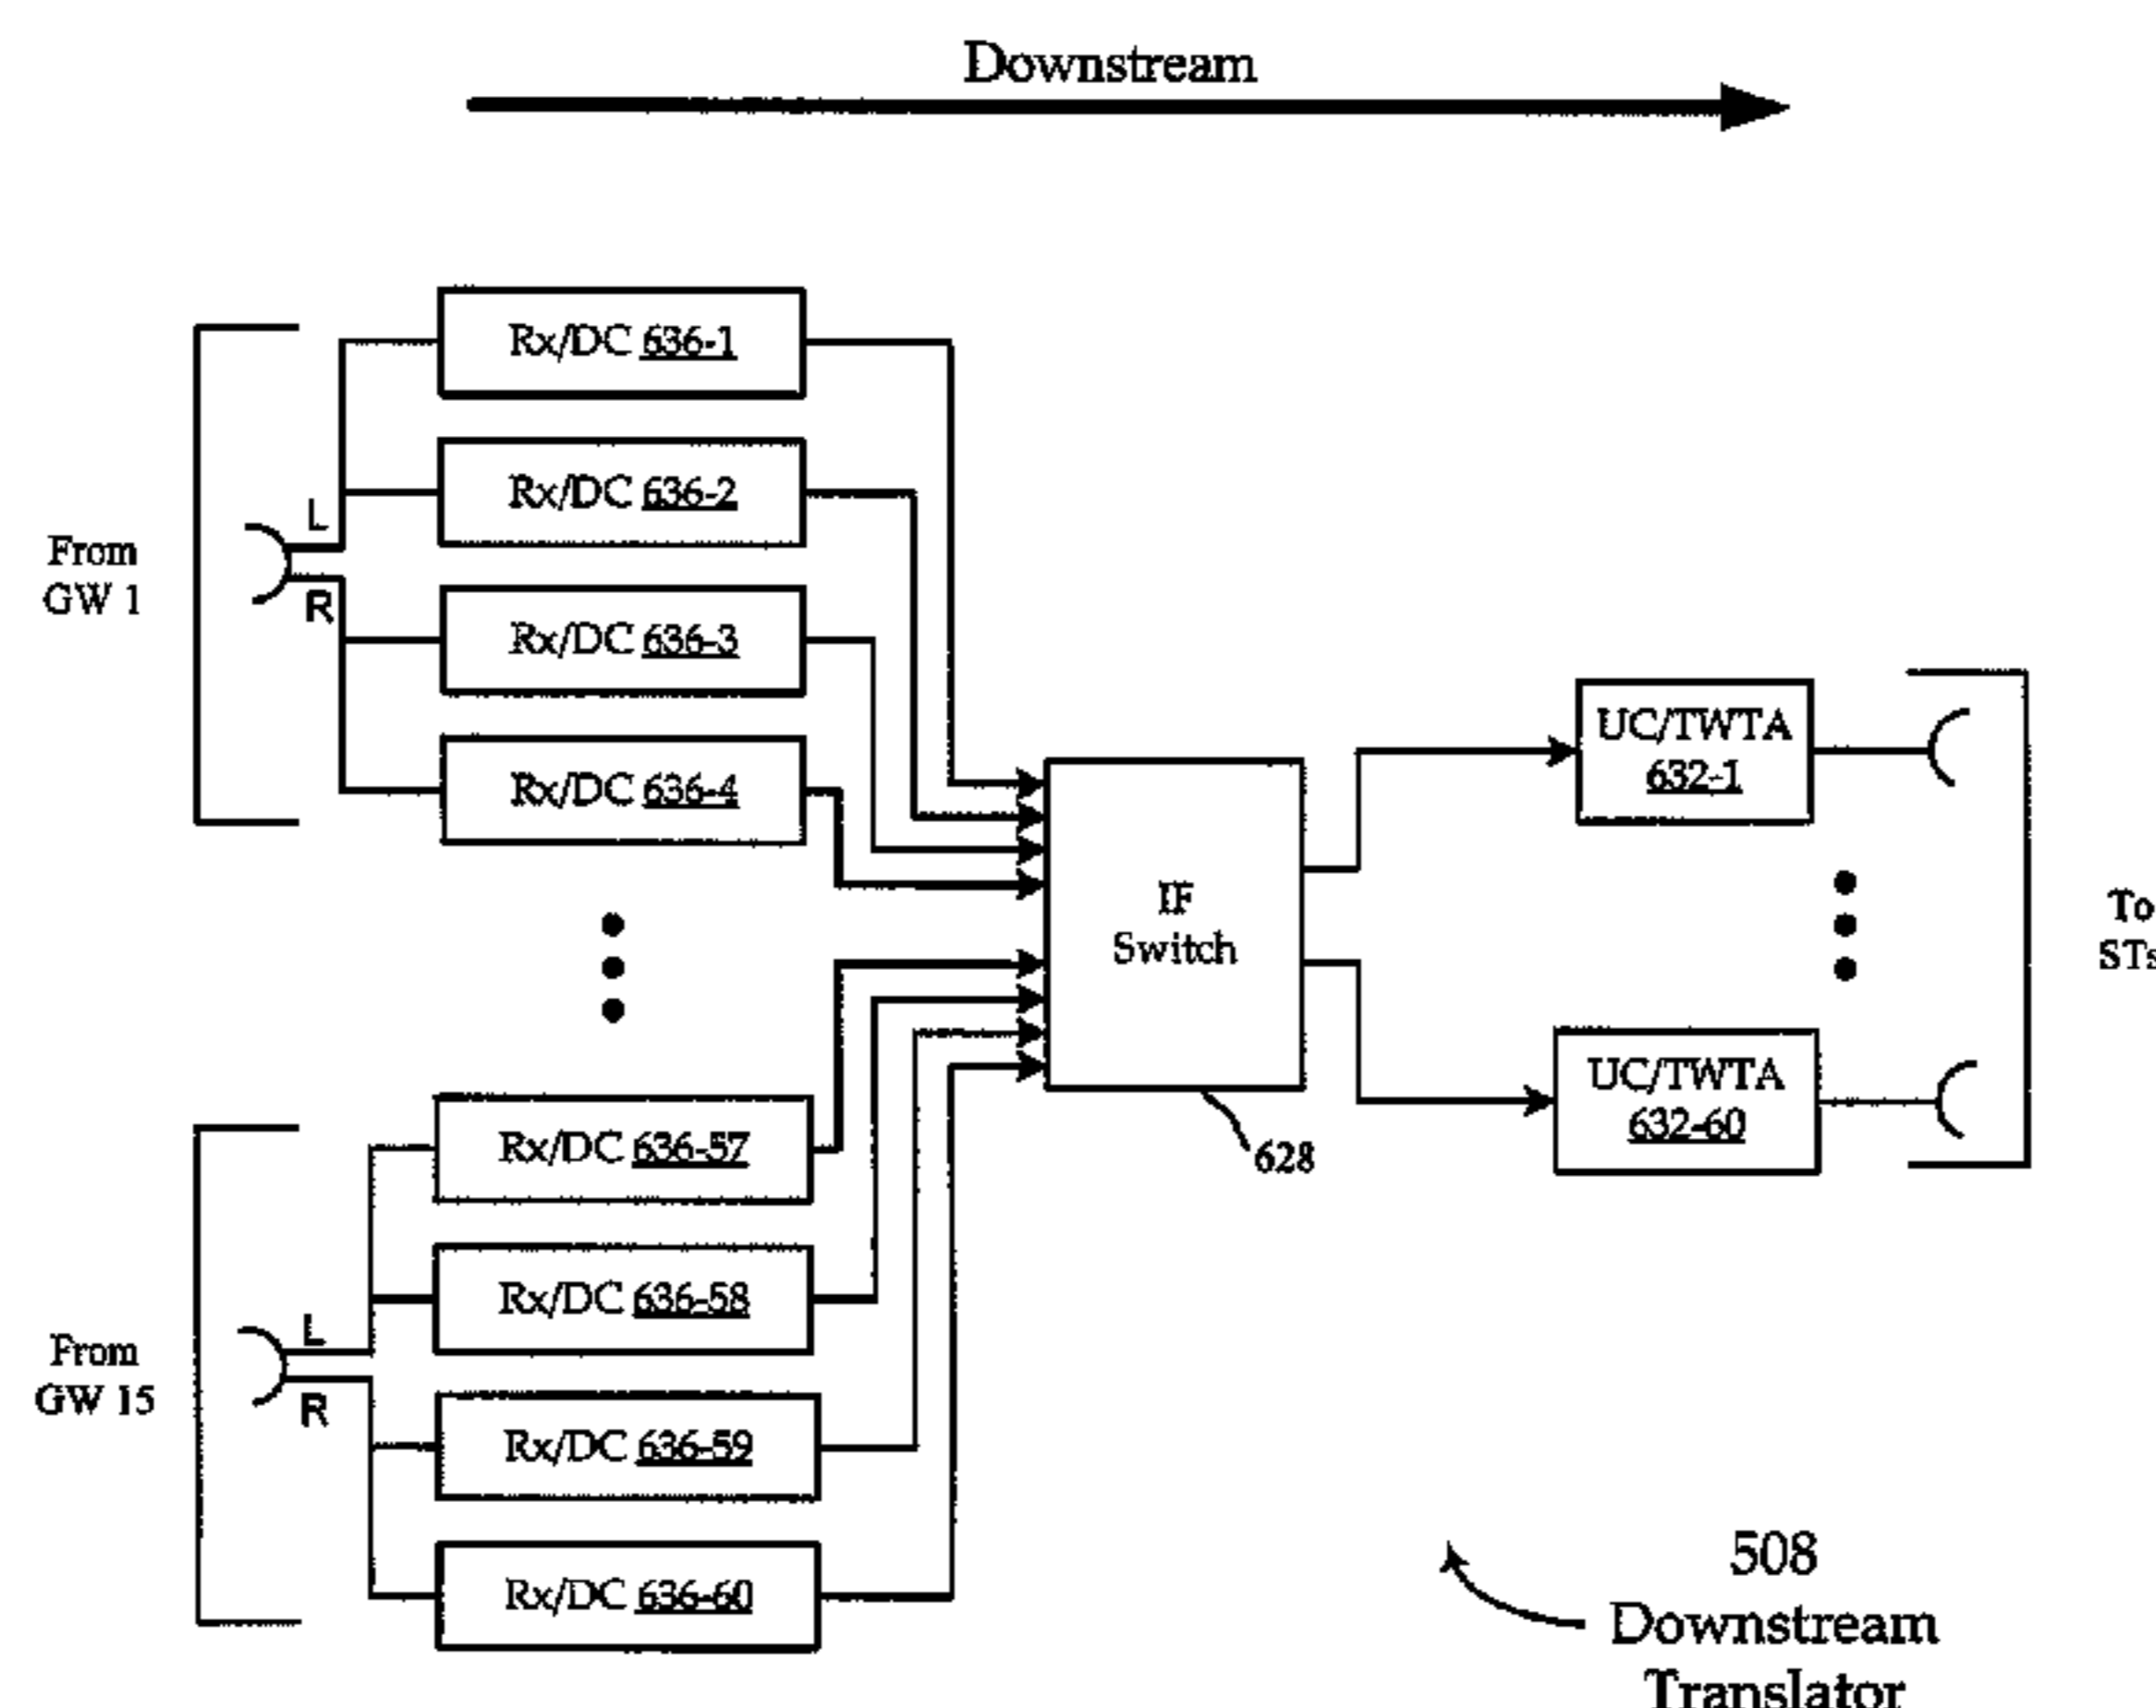 Downstream
Rx/DC 636-1
Rx/DC 636-2
L
From
GW 1
R
Rx/DC 636-3
Rx/DC 636-4
UC/TWTA
632-1
IF
Switch
To
STs
UC/TWTA
632-60
628
Rx/DC 636-57
Rx/DC 636-58
L
From
GW 15
R
Rx/DC 636-59
Rx/DC 636-60
508
Downstream
Translator